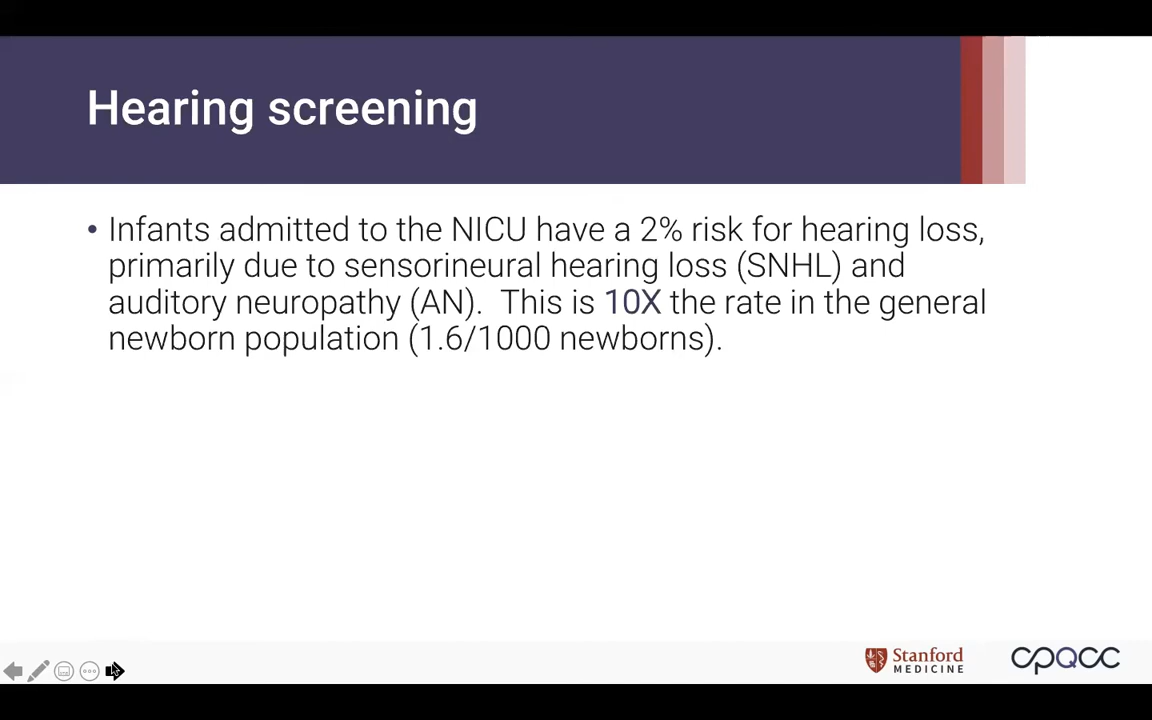 Hearing screening
• Infants admitted to the NICU have a 2% risk for hearing loss,
primarily due to sensorineural hearing loss (SNHL) and
auditory neuropathy (AN).  This is 10X the rate in the general
newborn population (1.6/1000 newborns).
Stanford
MEDICINE
cpqcc